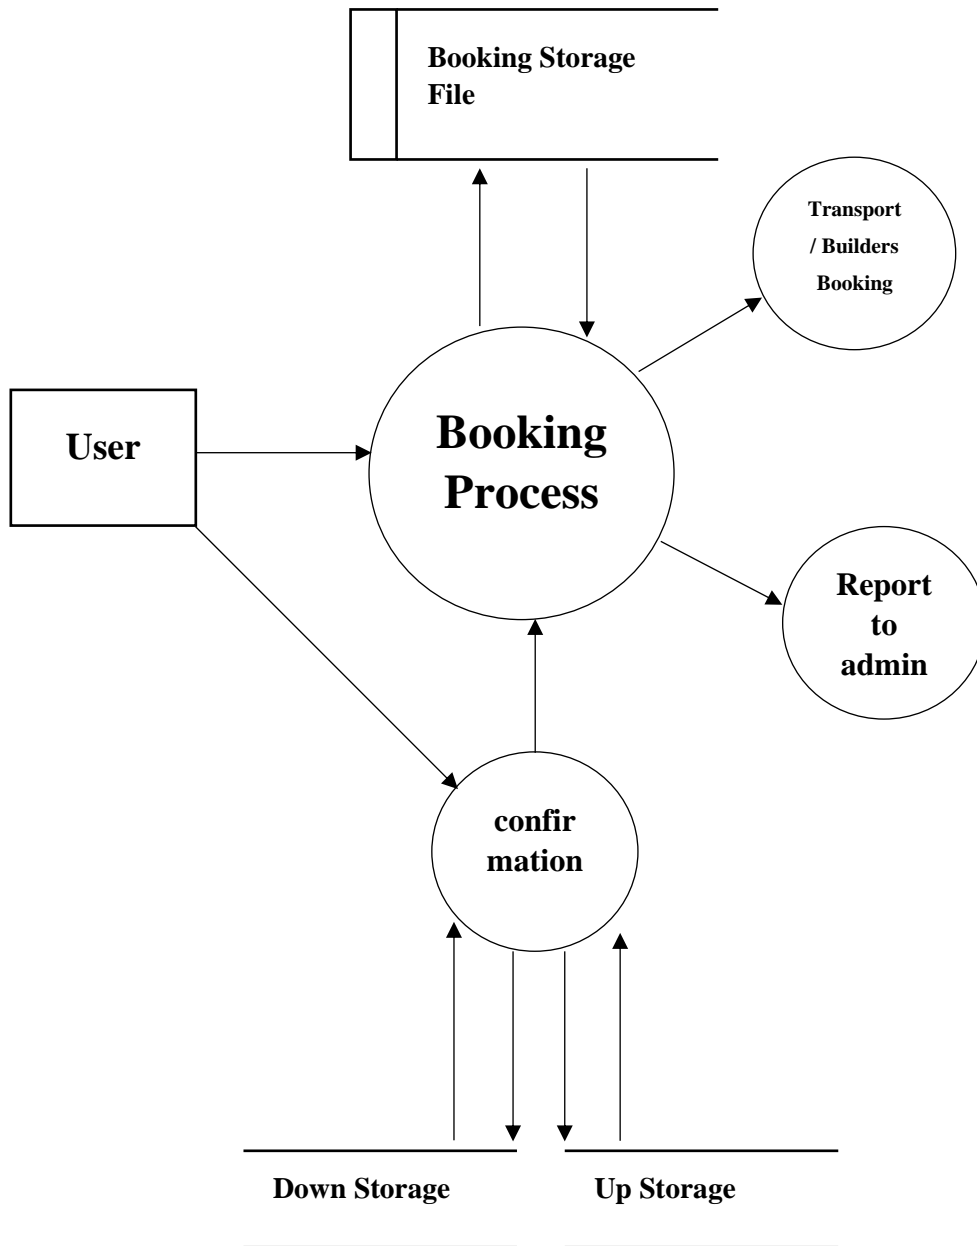 Booking Storage
File
Transport
/ Builders
Booking
User
Booking
Process
Report
to
admin
confir
mation
Down Storage
Up Storage